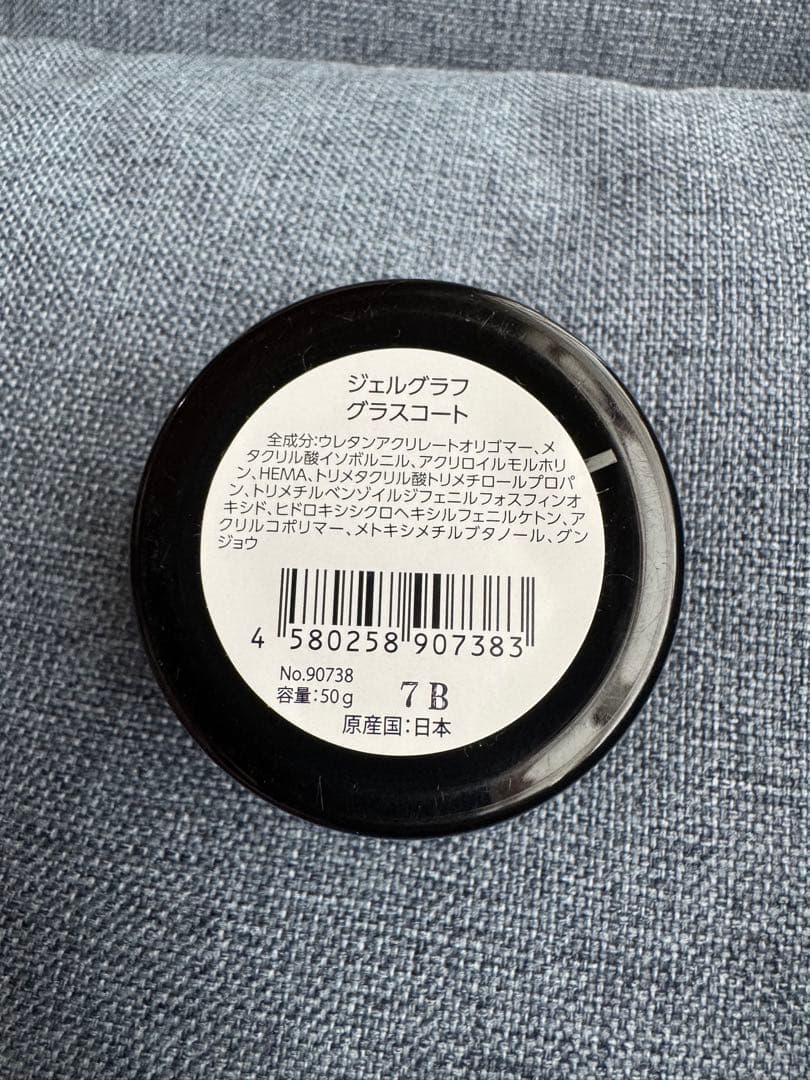 ジェルグラフ
グラスコート
全成分:ウレタンアクリレートオリゴマー、メ
タクリル酸イソボルニル、アクリロイルモルホリ
ン、HEMA、トリメタクリル酸トリメチロールプロパ
ン、トリメチルベンゾイルジフェニルフォスフィンオ
キシド、ヒドロキシシクロヘキシルフェニルケトン、ア
クリルコポリマー、メトキシメチルブタノール、グン
ジョウ
4 580258 907383
No.90738
容量:50g 7B
原産国:日本